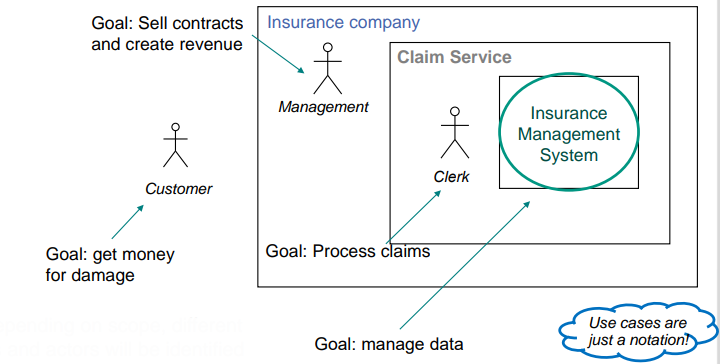 Goal: Sell contracts
and create revenue
Insurance company
Claim Service
Management
Insurance
Management
System
Customer
Clerk
Goal: get money
for damage
Goal: Process claims
Goal: manage data
Use cases are
just a notation!